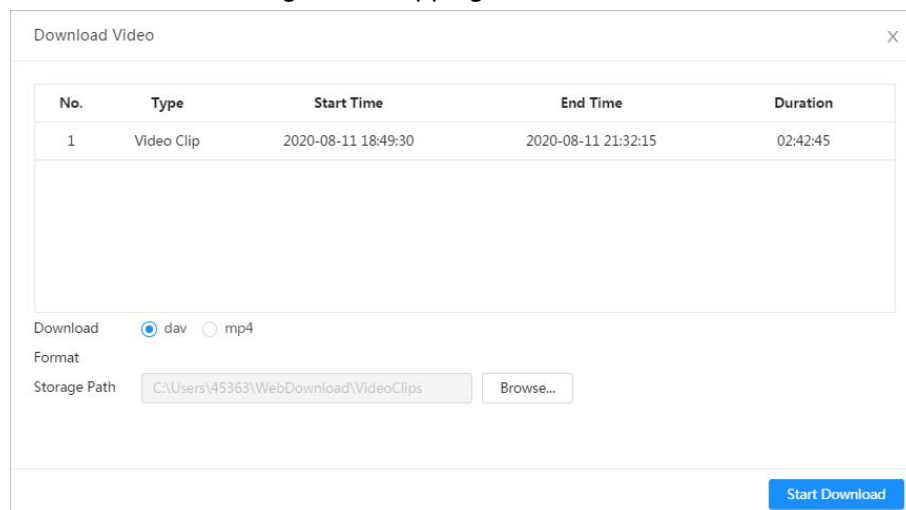 Download Video X
No. Type Start Time End Time Duration
1 Video Clip 2020-08-11 18:49:30 2020-08-11 21:32:15 02:42:45
Download dav mp4
Format
Storage Path C:\Users\45363\WebDownload\VideoClips Browse...
Start Download